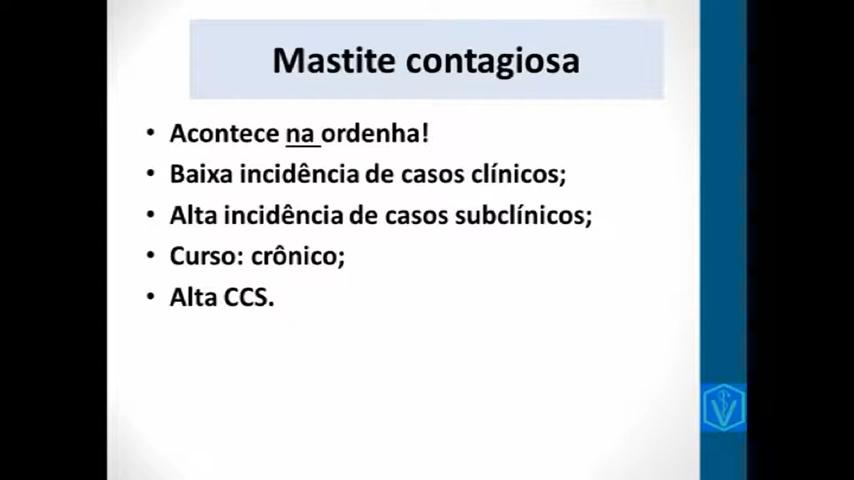 Mastite contagiosa
• Acontece na ordenha!
• Baixa incidência de casos clínicos;
• Alta incidência de casos subclínicos;
• Curso: crônico;
• Alta CCS.